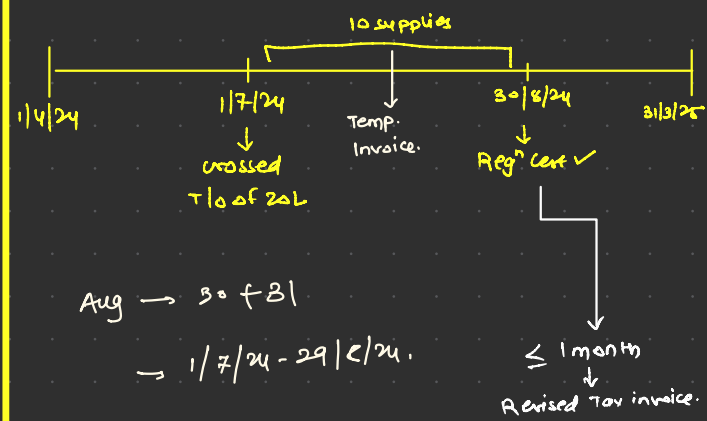 10 supplies
1/4/24
1/7/24
Temp.
Invoice.
30/8/24
31/3/25
crossed
T/o of 20L
Regⁿ Cert ✓
Aug → 30 + 31
→ 1/7/24 - 29/8/24.
≤ 1 month
Revised Tax invoice.